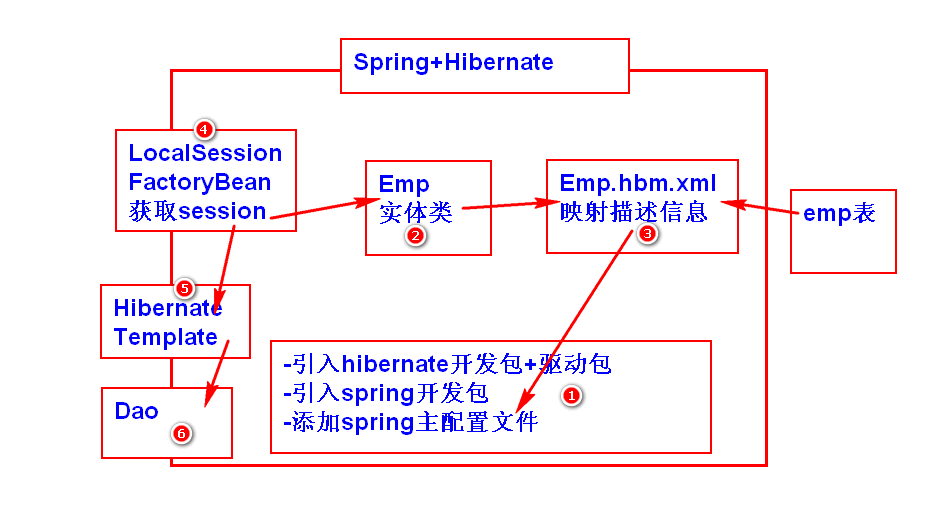 Spring+Hibernate
④
LocalSession
FactoryBean
获取session
Emp
实体类
②
Emp.hbm.xml
映射描述信息
③
emp表
⑤
Hibernate
Template
-引入hibernate开发包+驱动包
-引入spring开发包
-添加spring主配置文件
①
Dao
⑥